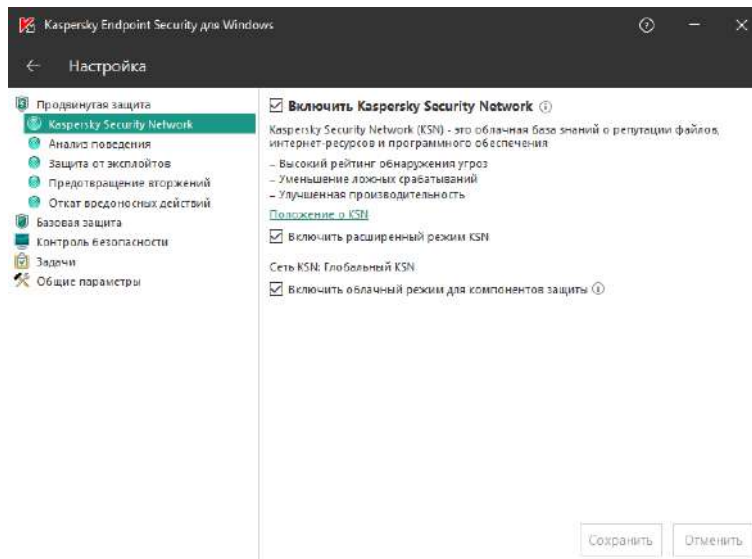 Kaspersky Endpoint Security для Windows
Настройка
Продвинутая защита
Kaspersky Security Network
Анализ поведения
Защита от эксплойтов
Предотвращение вторжений
Откат вредоносных действий
Базовая защита
Контроль безопасности
Задачи
Общие параметры
Включить Kaspersky Security Network
Kaspersky Security Network (KSN) - это облачная база знаний о репутации файлов,
интернет-ресурсов и программного обеспечения
– Высокий рейтинг обнаружения угроз
– Уменьшение ложных срабатываний
– Улучшенная производительность
Положение о KSN
Включить расширенный режим KSN
Сеть KSN: Глобальный KSN
Включить облачный режим для компонентов защиты
Сохранить
Отменить